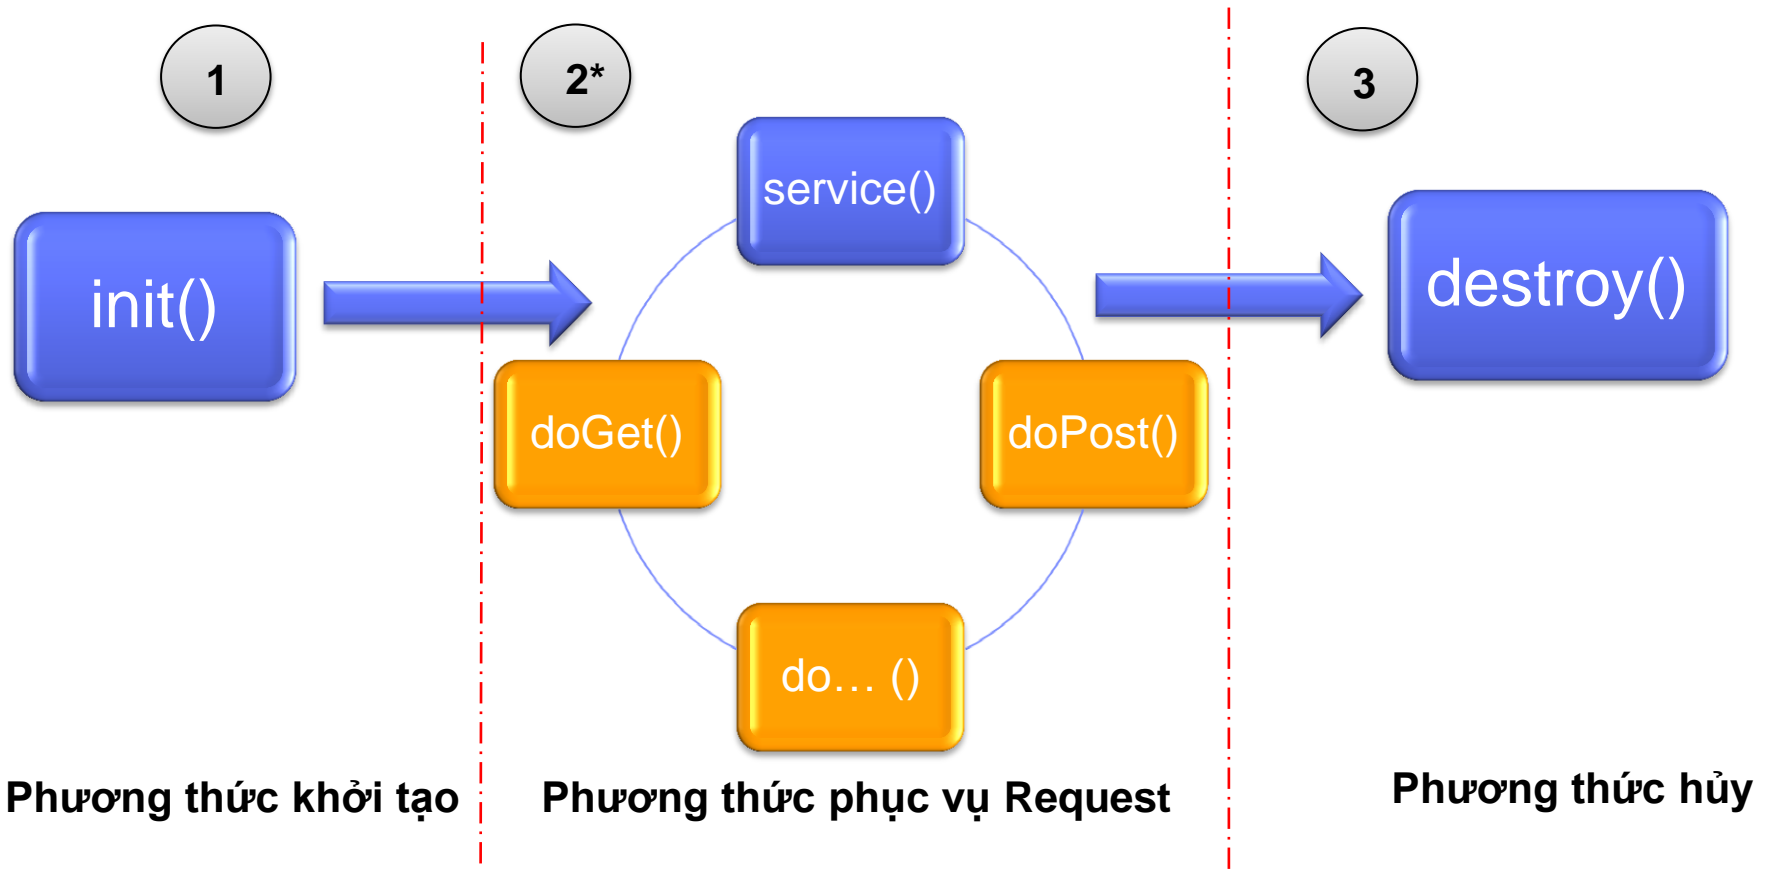 1
2*
3
service()
init()
destroy()
doGet()
doPost()
do... ()
Phương thức khởi tạo
Phương thức phục vụ Request
Phương thức hủy